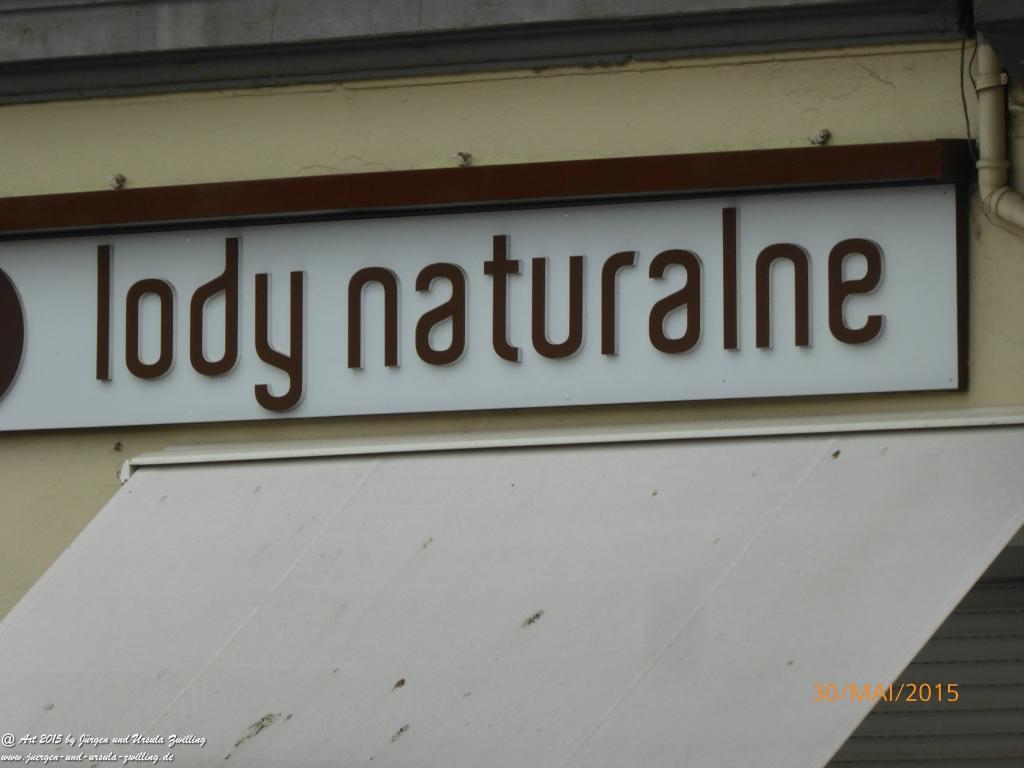 lody naturalne
30/MAI/2015
@ Art 2015 by Jürgen und Ursula Zwilling
www.juergen-und-ursula-zwilling.de